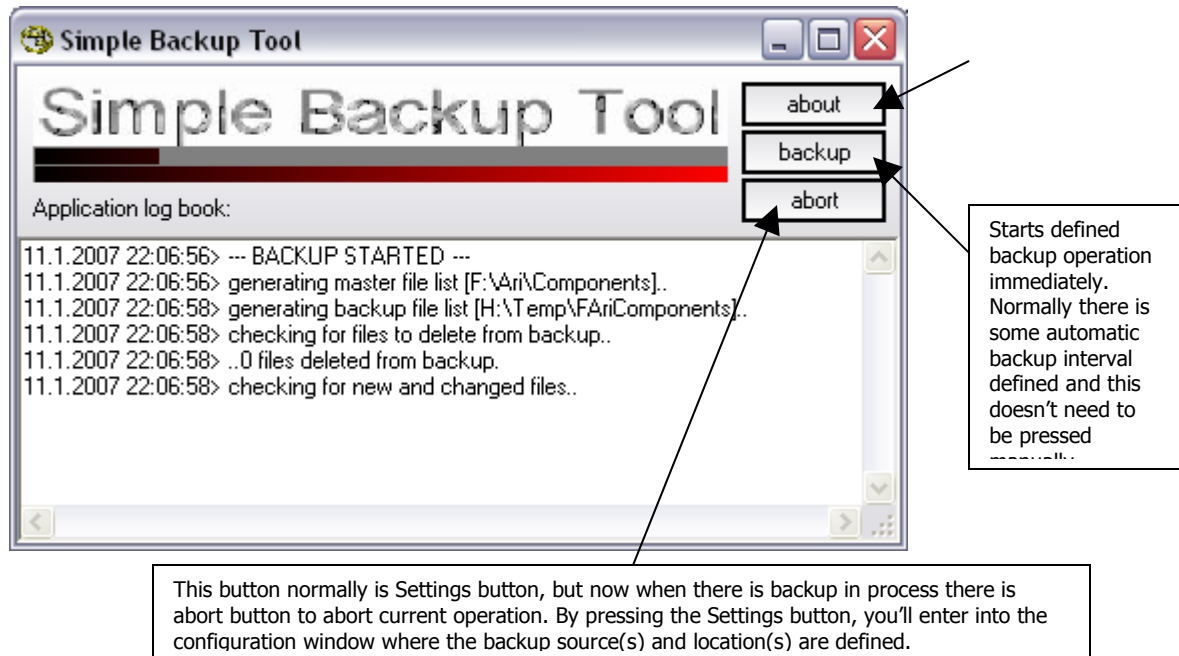 Simple Backup Tool
Simple Backup Tool
about
backup
abort
Application log book:
11.1.2007 22:06:56> --- BACKUP STARTED ---
11.1.2007 22:06:56> generating master file list [F:\Ari\Components]..
11.1.2007 22:06:58> generating backup file list [H:\Temp\FAriComponents]..
11.1.2007 22:06:58> checking for files to delete from backup..
11.1.2007 22:06:58> ..0 files deleted from backup.
11.1.2007 22:06:58> checking for new and changed files..
Starts defined
backup operation
immediately.
Normally there is
some automatic
backup interval
defined and this
doesn't need to
be pressed
manually
This button normally is Settings button, but now when there is backup in process there is
abort button to abort current operation. By pressing the Settings button, you'll enter into the
configuration window where the backup source(s) and location(s) are defined.